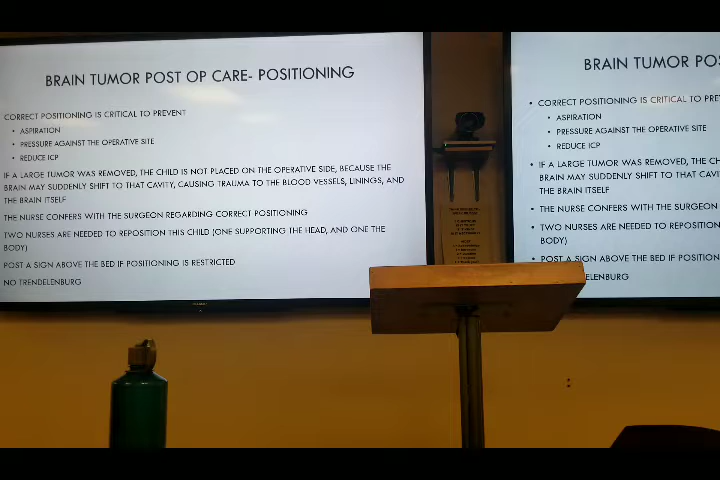 BRAIN TUMOR POST OP CARE- POSITIONING
CORRECT POSITIONING IS CRITICAL TO PREVENT
• ASPIRATION
• PRESSURE AGAINST THE OPERATIVE SITE
• REDUCE ICP
IF A LARGE TUMOR WAS REMOVED, THE CHILD IS NOT PLACED ON THE OPERATIVE SIDE, BECAUSE THE
BRAIN MAY SUDDENLY SHIFT TO THAT CAVITY, CAUSING TRAUMA TO THE BLOOD VESSELS, LININGS, AND
THE BRAIN ITSELF
THE NURSE CONFERS WITH THE SURGEON REGARDING CORRECT POSITIONING
TWO NURSES ARE NEEDED TO REPOSITION THIS CHILD (ONE SUPPORTING THE HEAD, AND ONE THE
BODY)
POST A SIGN ABOVE THE BED IF POSITIONING IS RESTRICTED
NO TRENDELENBURG
BRAIN TUMOR POS
• CORRECT POSITIONING IS CRITICAL TO PRE
• ASPIRATION
• PRESSURE AGAINST THE OPERATIVE SITE
• REDUCE ICP
• IF A LARGE TUMOR WAS REMOVED, THE CH
BRAIN MAY SUDDENLY SHIFT TO THAT CAVI
THE BRAIN ITSELF
• THE NURSE CONFERS WITH THE SURGEON
• TWO NURSES ARE NEEDED TO REPOSITION
BODY)
• POST A SIGN ABOVE THE BED IF POSITION
DELENBURG